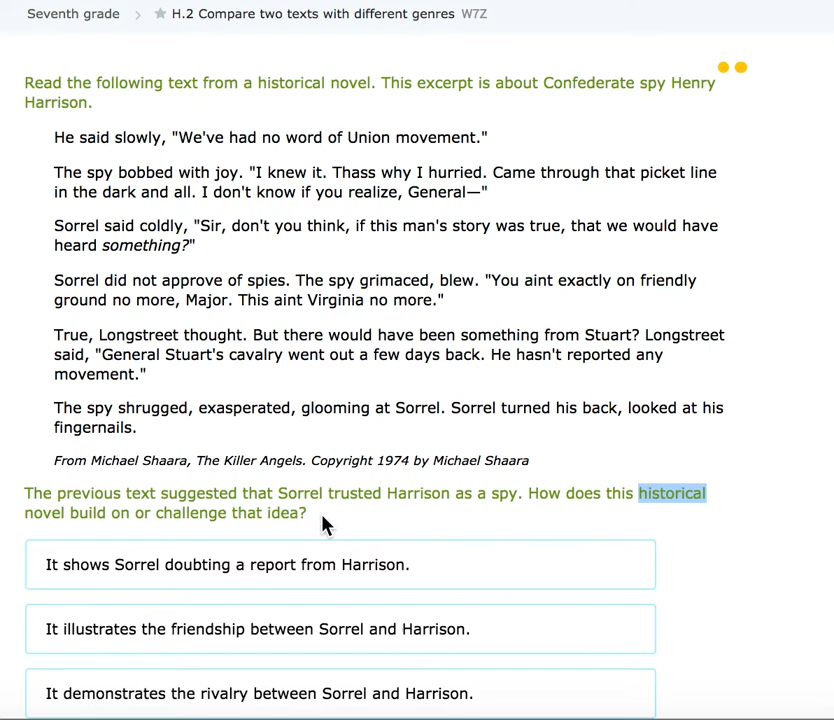 Seventh grade > ★ H.2 Compare two texts with different genres W7Z
Read the following text from a historical novel. This excerpt is about Confederate spy Henry
Harrison.
He said slowly, "We've had no word of Union movement."
The spy bobbed with joy. "I knew it. Thass why I hurried. Came through that picket line
in the dark and all. I don't know if you realize, General—"
Sorrel said coldly, "Sir, don't you think, if this man's story was true, that we would have
heard something?"
Sorrel did not approve of spies. The spy grimaced, blew. "You aint exactly on friendly
ground no more, Major. This aint Virginia no more."
True, Longstreet thought. But there would have been something from Stuart? Longstreet
said, "General Stuart's cavalry went out a few days back. He hasn't reported any
movement."
The spy shrugged, exasperated, glooming at Sorrel. Sorrel turned his back, looked at his
fingernails.
From Michael Shaara, The Killer Angels. Copyright 1974 by Michael Shaara
The previous text suggested that Sorrel trusted Harrison as a spy. How does this historical
novel build on or challenge that idea?
It shows Sorrel doubting a report from Harrison.
It illustrates the friendship between Sorrel and Harrison.
It demonstrates the rivalry between Sorrel and Harrison.